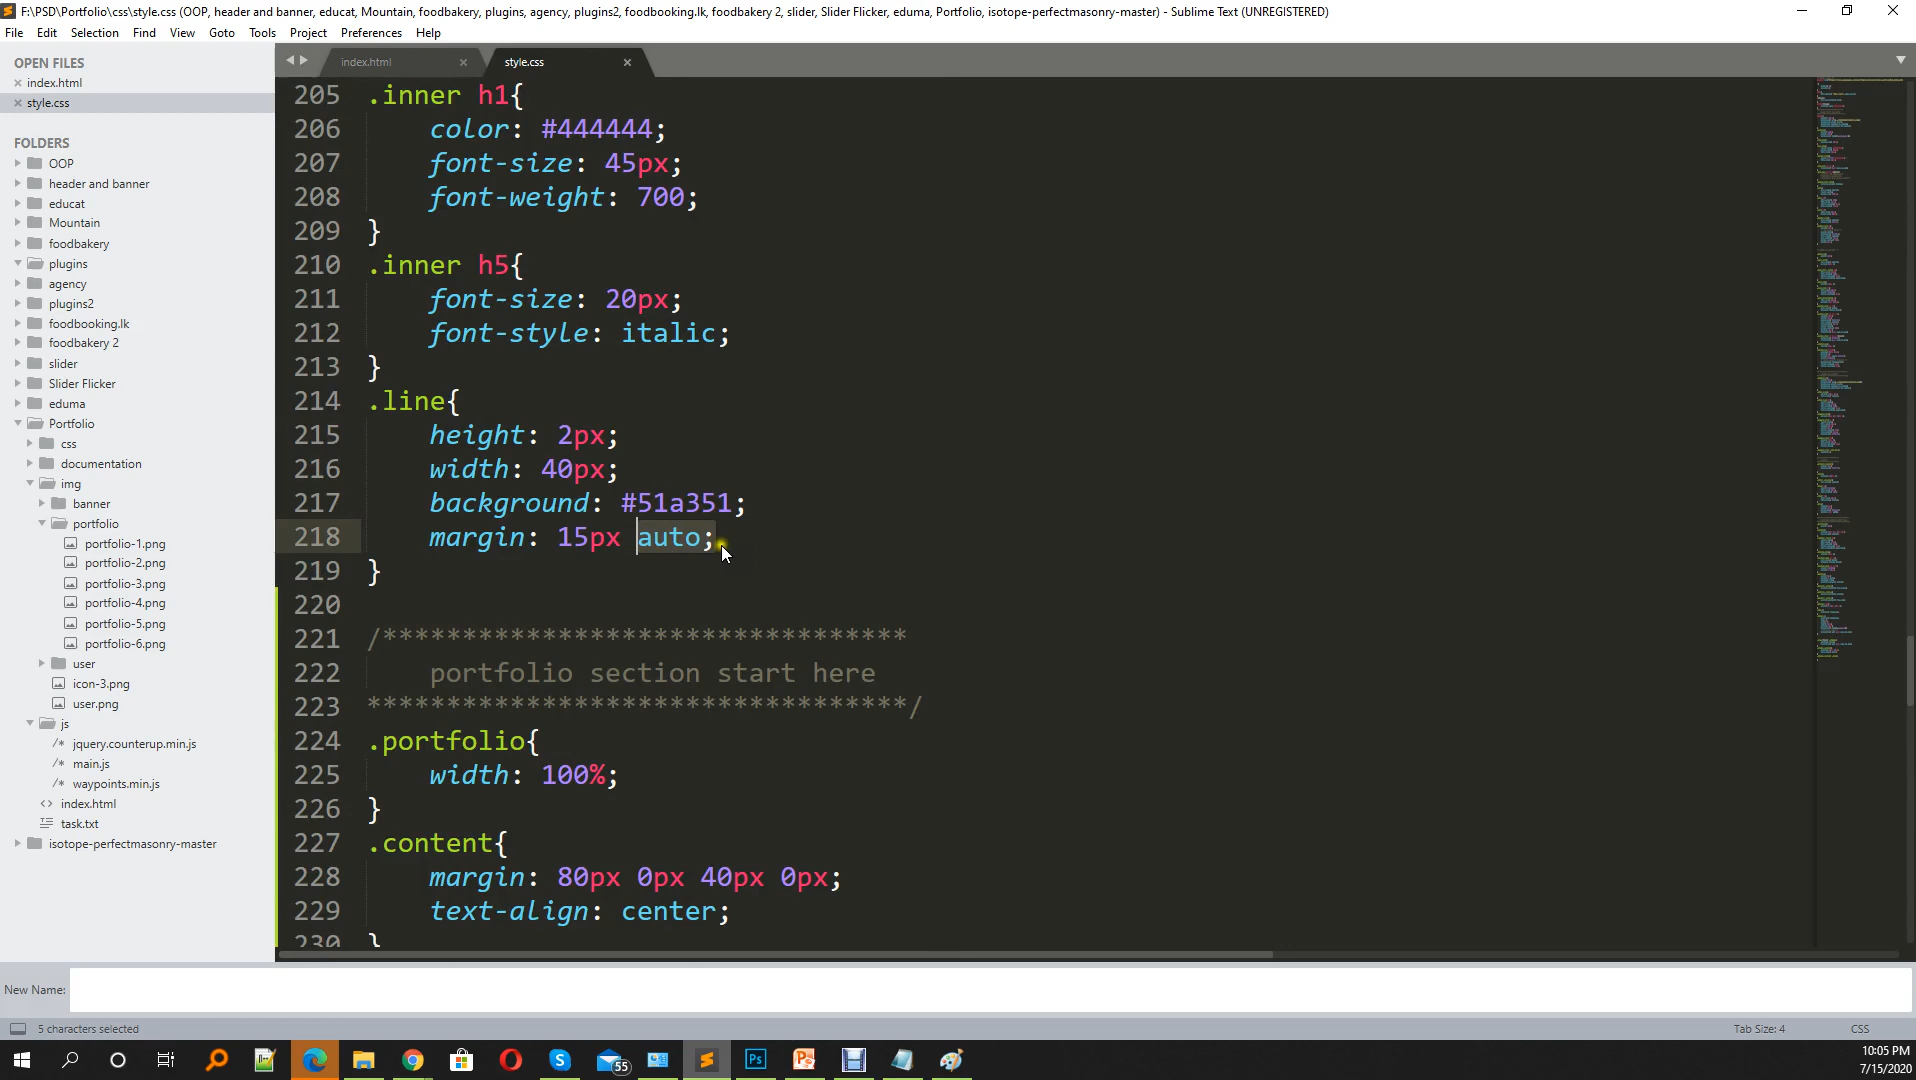 F:\PSD\Portfolio\css\style.css (OOP, header and banner, educat, Mountain, foodbakery, plugins, agency, plugins2, foodbooking.lk, foodbakery 2, slider, Slider Flicker, eduma, Portfolio, isotope-perfectmasonry-master) - Sublime Text (UNREGISTERED)
File Edit Selection Find View Goto Tools Project Preferences Help
OPEN FILES
index.html
style.css
FOLDERS
OOP
header and banner
educat
Mountain
foodbakery
plugins
agency
plugins2
foodbooking.lk
foodbakery 2
slider
Slider Flicker
eduma
Portfolio
css
documentation
img
banner
portfolio
portfolio-1.png
portfolio-2.png
portfolio-3.png
portfolio-4.png
portfolio-5.png
portfolio-6.png
user
icon-3.png
user.png
js
/* jquery.counterup.min.js
/* main.js
/* waypoints.min.js
<> index.html
task.txt
isotope-perfectmasonry-master
index.html style.css
205 .inner h1{
206 color: #444444;
207 font-size: 45px;
208 font-weight: 700;
209 }
210 .inner h5{
211 font-size: 20px;
212 font-style: italic;
213 }
214 .line{
215 height: 2px;
216 width: 40px;
217 background: #51a351;
218 margin: 15px auto;
219 }
220
221 /*********************************
222 portfolio section start here
223 **********************************/
224 .portfolio{
225 width: 100%;
226 }
227 .content{
228 margin: 80px 0px 40px 0px;
229 text-align: center;
230 }
New Name:
5 characters selected Tab Size: 4 CSS
55
10:05 PM
7/15/2020